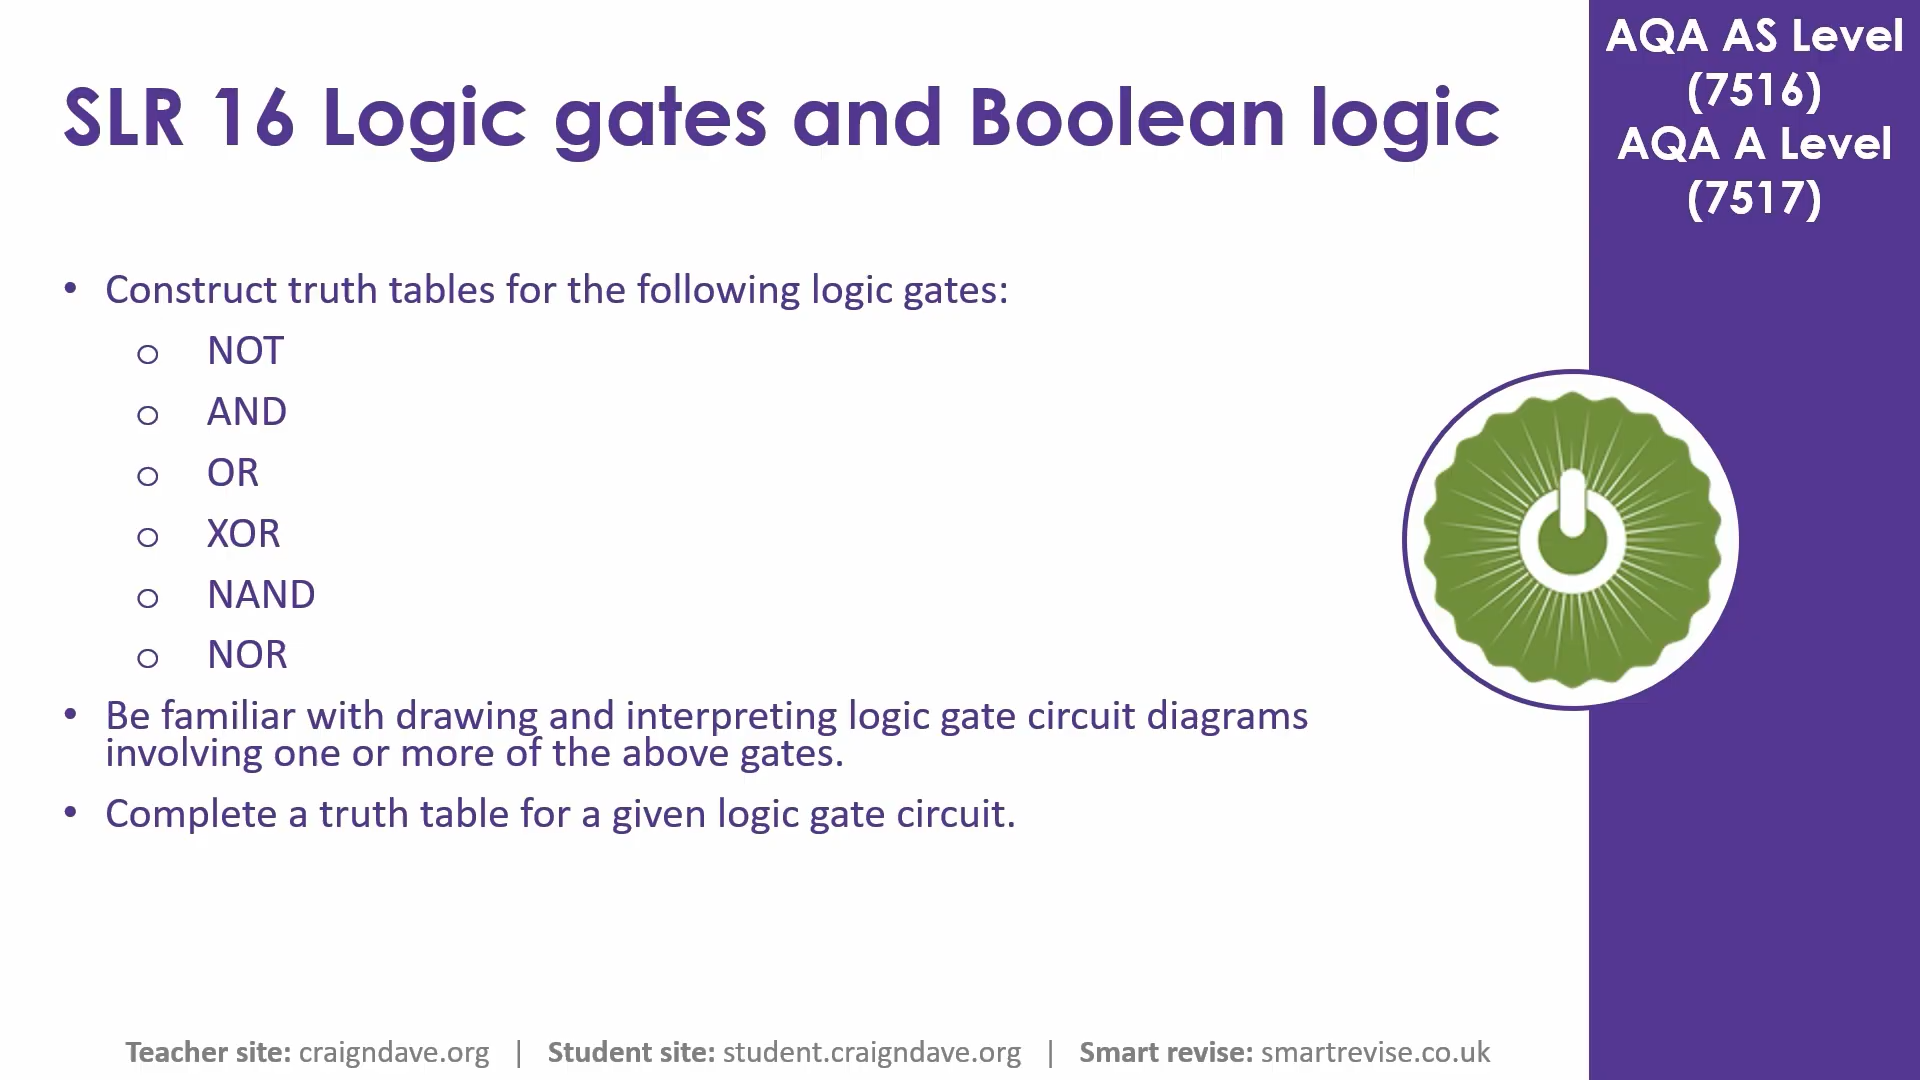 SLR 16 Logic gates and Boolean logic
AQA AS Level
(7516)
AQA A Level
(7517)
• Construct truth tables for the following logic gates:
o NOT
o AND
o OR
o XOR
o NAND
o NOR
• Be familiar with drawing and interpreting logic gate circuit diagrams
involving one or more of the above gates.
• Complete a truth table for a given logic gate circuit.
Teacher site: craigndave.org | Student site: student.craigndave.org | Smart revise: smartrevise.co.uk